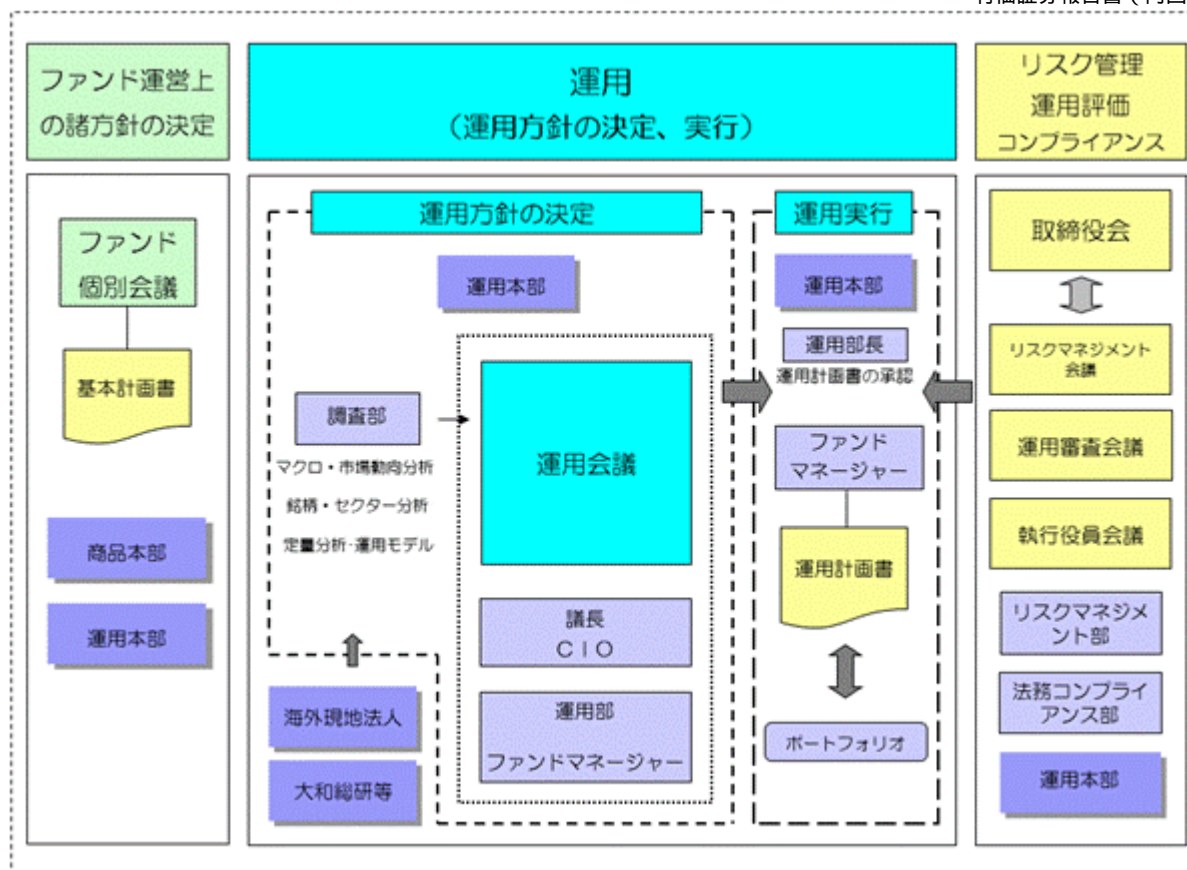 ファンド運営上
の諸方針の決定
ファンド
個別会議
基本計画書
商品本部
運用本部
運用
（運用方針の決定、実行）
運用方針の決定
運用本部
調査部
マクロ・市場動向分析
銘柄・セクター分析
定量分析・運用モデル
海外現地法人
大和総研等
運用会議
議長
CIO
運用部
ファンドマネージャー
運用実行
運用本部
運用部長
運用計画書の承認
ファンド
マネージャー
運用計画書
ポートフォリオ
リスク管理
運用評価
コンプライアンス
取締役会
リスクマネジメント
会議
運用審査会議
執行役員会議
リスクマネジメ
ント部
法務コンプライ
アンス部
運用本部